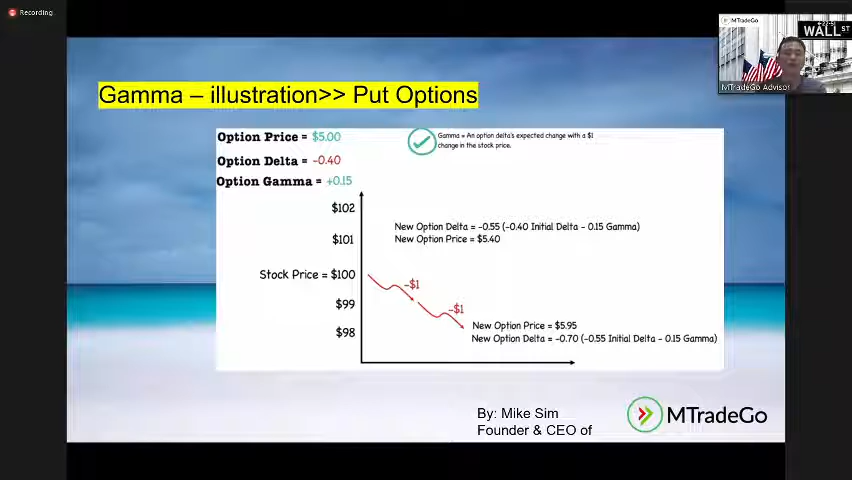 Recording
MTradeGo
WALL ST
MTradeGo Advisor
Gamma – illustration>> Put Options
Option Price = $5.00
Option Delta = -0.40
Option Gamma = +0.15
Gamma = An option delta's expected change with a $1
change in the stock price.
$102
New Option Delta = -0.55 (-0.40 Initial Delta - 0.15 Gamma)
$101
New Option Price = $5.40
Stock Price = $100
-$1
$99
-$1
New Option Price = $5.95
$98
New Option Delta = -0.70 (-0.55 Initial Delta - 0.15 Gamma)
By: Mike Sim
Founder & CEO of
MTradeGo